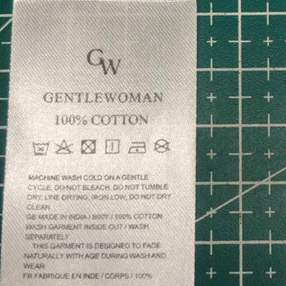 GW
GENTLEWOMAN
100% COTTON
MACHINE WASH COLD ON A GENTLE
CYCLE, DO NOT BLEACH, DO NOT TUMBLE
DRY, LINE DRYING, IRON LOW, DO NOT DRY
CLEAN
GB MADE IN INDIA / BODY / 100% COTTON
WASH GARMENT INSIDE OUT / WASH
SEPARATELY
THIS GARMENT IS DESIGNED TO FADE
NATURALLY WITH AGE DURING WASH AND
WEAR
FR FABRIQUE EN INDE / CORPS / 100%